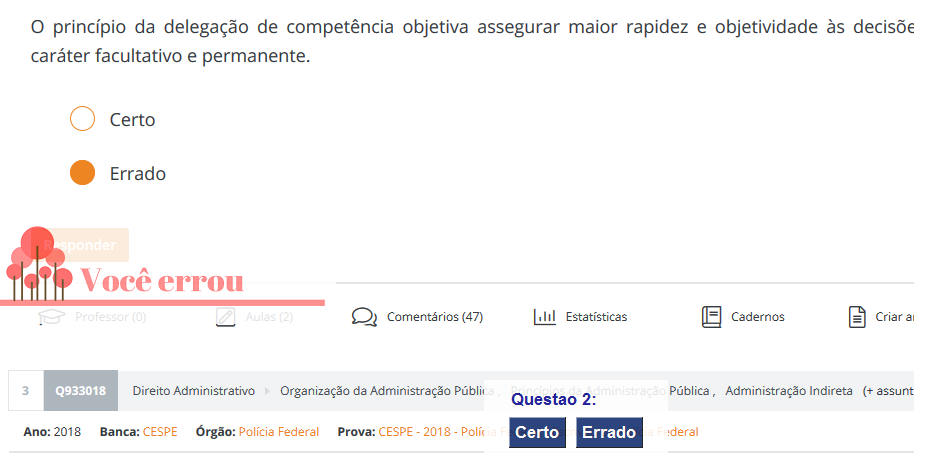 O princípio da delegação de competência objetiva assegurar maior rapidez e objetividade às decisõe
caráter facultativo e permanente.
Certo
Errado
Responder
Você errou
Professor (0) Aulas (2) Comentários (47) Estatísticas Cadernos Criar a
3 Q933018 Direito Administrativo Organização da Administração Pública , Princípios da Administração Pública , Administração Indireta (+ assunt
Questao 2:
Ano: 2018 Banca: CESPE Órgão: Polícia Federal Prova: CESPE - 2018 - Políci Federal
Certo Errado